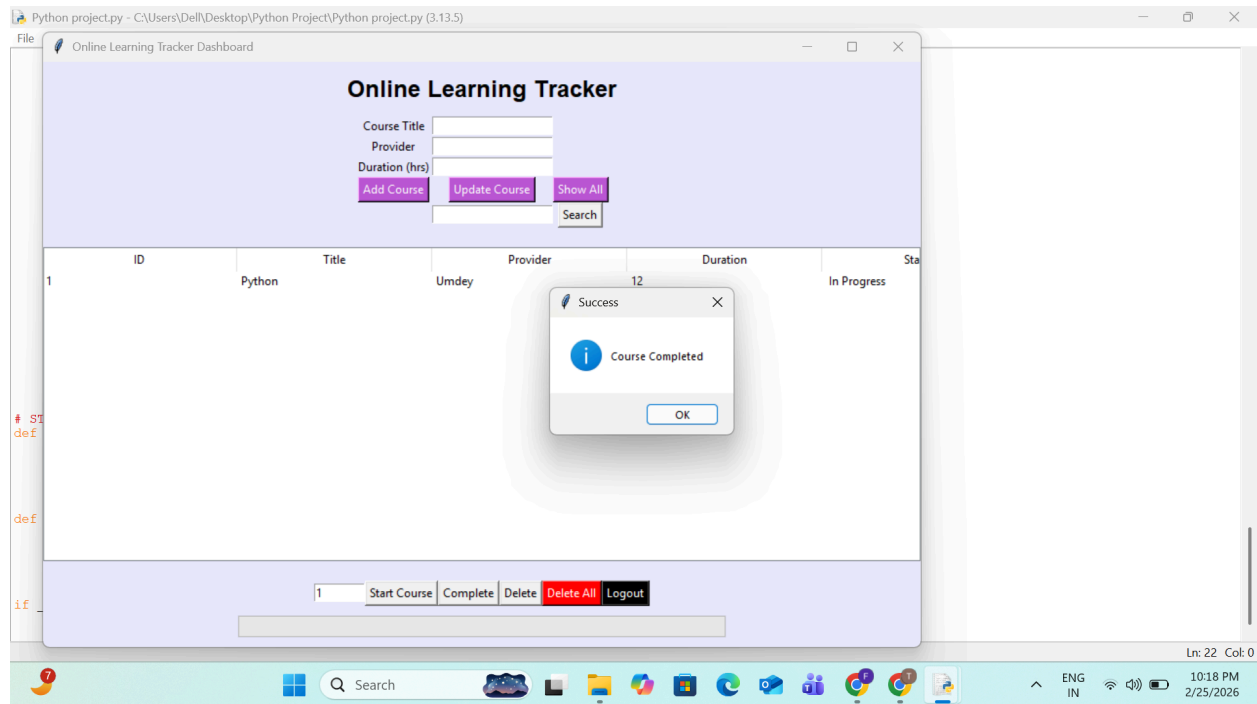 Python project.py - C:\Users\Dell\Desktop\Python Project\Python project.py (3.13.5)
File
Online Learning Tracker Dashboard
Online Learning Tracker
Course Title
Provider
Duration (hrs)
Add Course Update Course Show All
Search
ID Title Provider Duration Sta
1 Python Umdey 12 In Progress
Success
Course Completed
OK
# ST
def
def
if _
1 Start Course Complete Delete Delete All Logout
Ln: 22 Col: 0
7
Search
ENG
IN
10:18 PM
2/25/2026